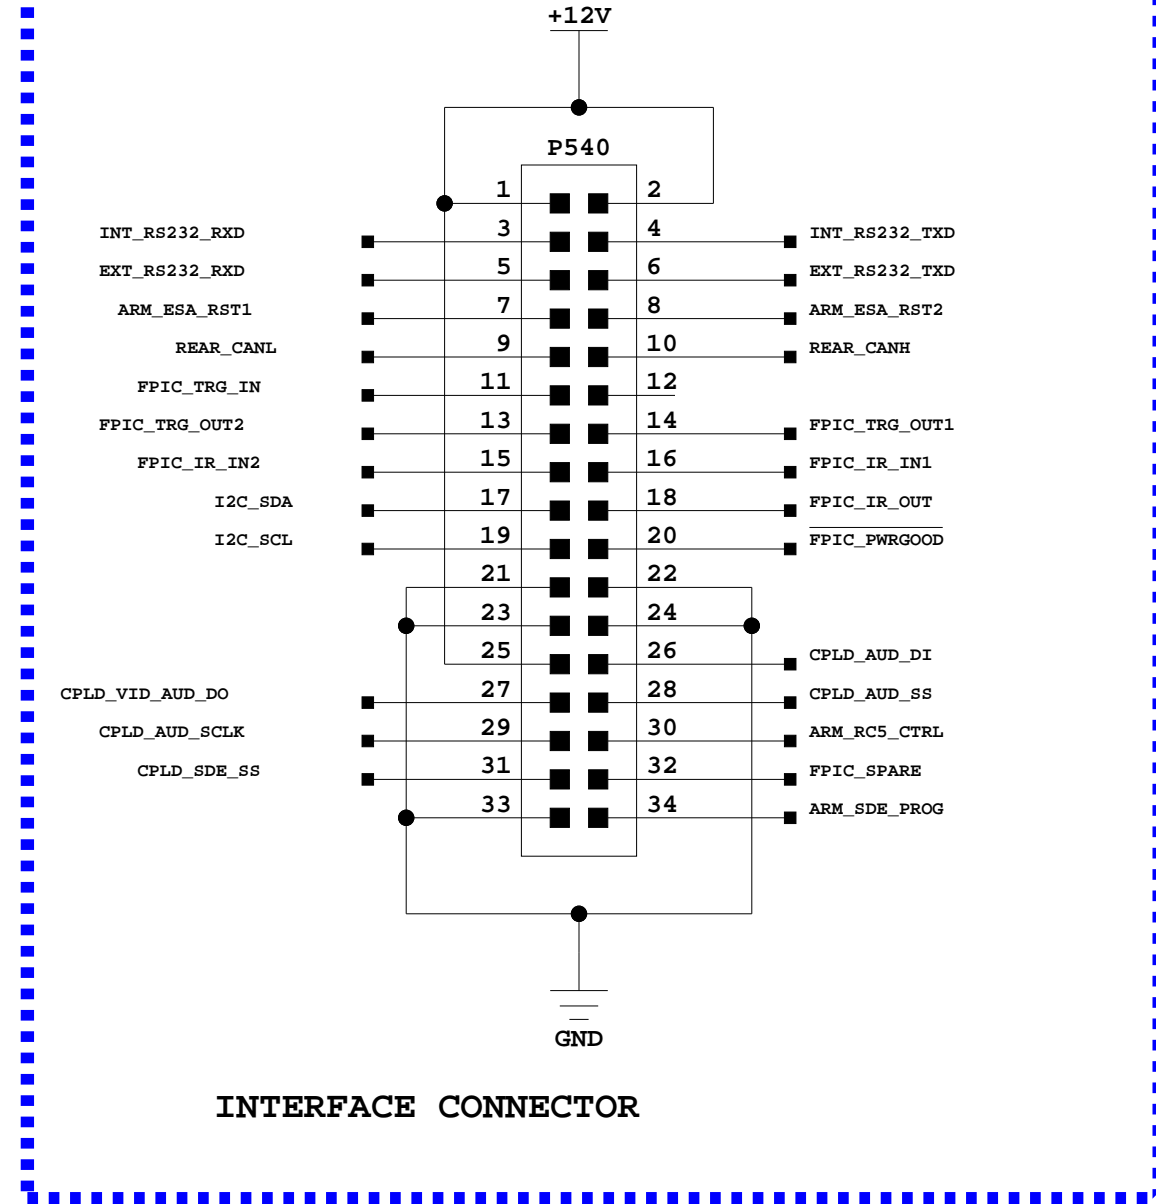 +12V
P540
1 2
INT_RS232_RXD 3 4 INT_RS232_TXD
EXT_RS232_RXD 5 6 EXT_RS232_TXD
ARM_ESA_RST1 7 8 ARM_ESA_RST2
REAR_CANL 9 10 REAR_CANH
FPIC_TRG_IN 11 12
FPIC_TRG_OUT2 13 14 FPIC_TRG_OUT1
FPIC_IR_IN2 15 16 FPIC_IR_IN1
I2C_SDA 17 18 FPIC_IR_OUT
I2C_SCL 19 20 FPIC_PWRGOOD
21 22
23 24
25 26 CPLD_AUD_DI
CPLD_VID_AUD_DO 27 28 CPLD_AUD_SS
CPLD_AUD_SCLK 29 30 ARM_RC5_CTRL
CPLD_SDE_SS 31 32 FPIC_SPARE
33 34 ARM_SDE_PROG
GND
INTERFACE CONNECTOR